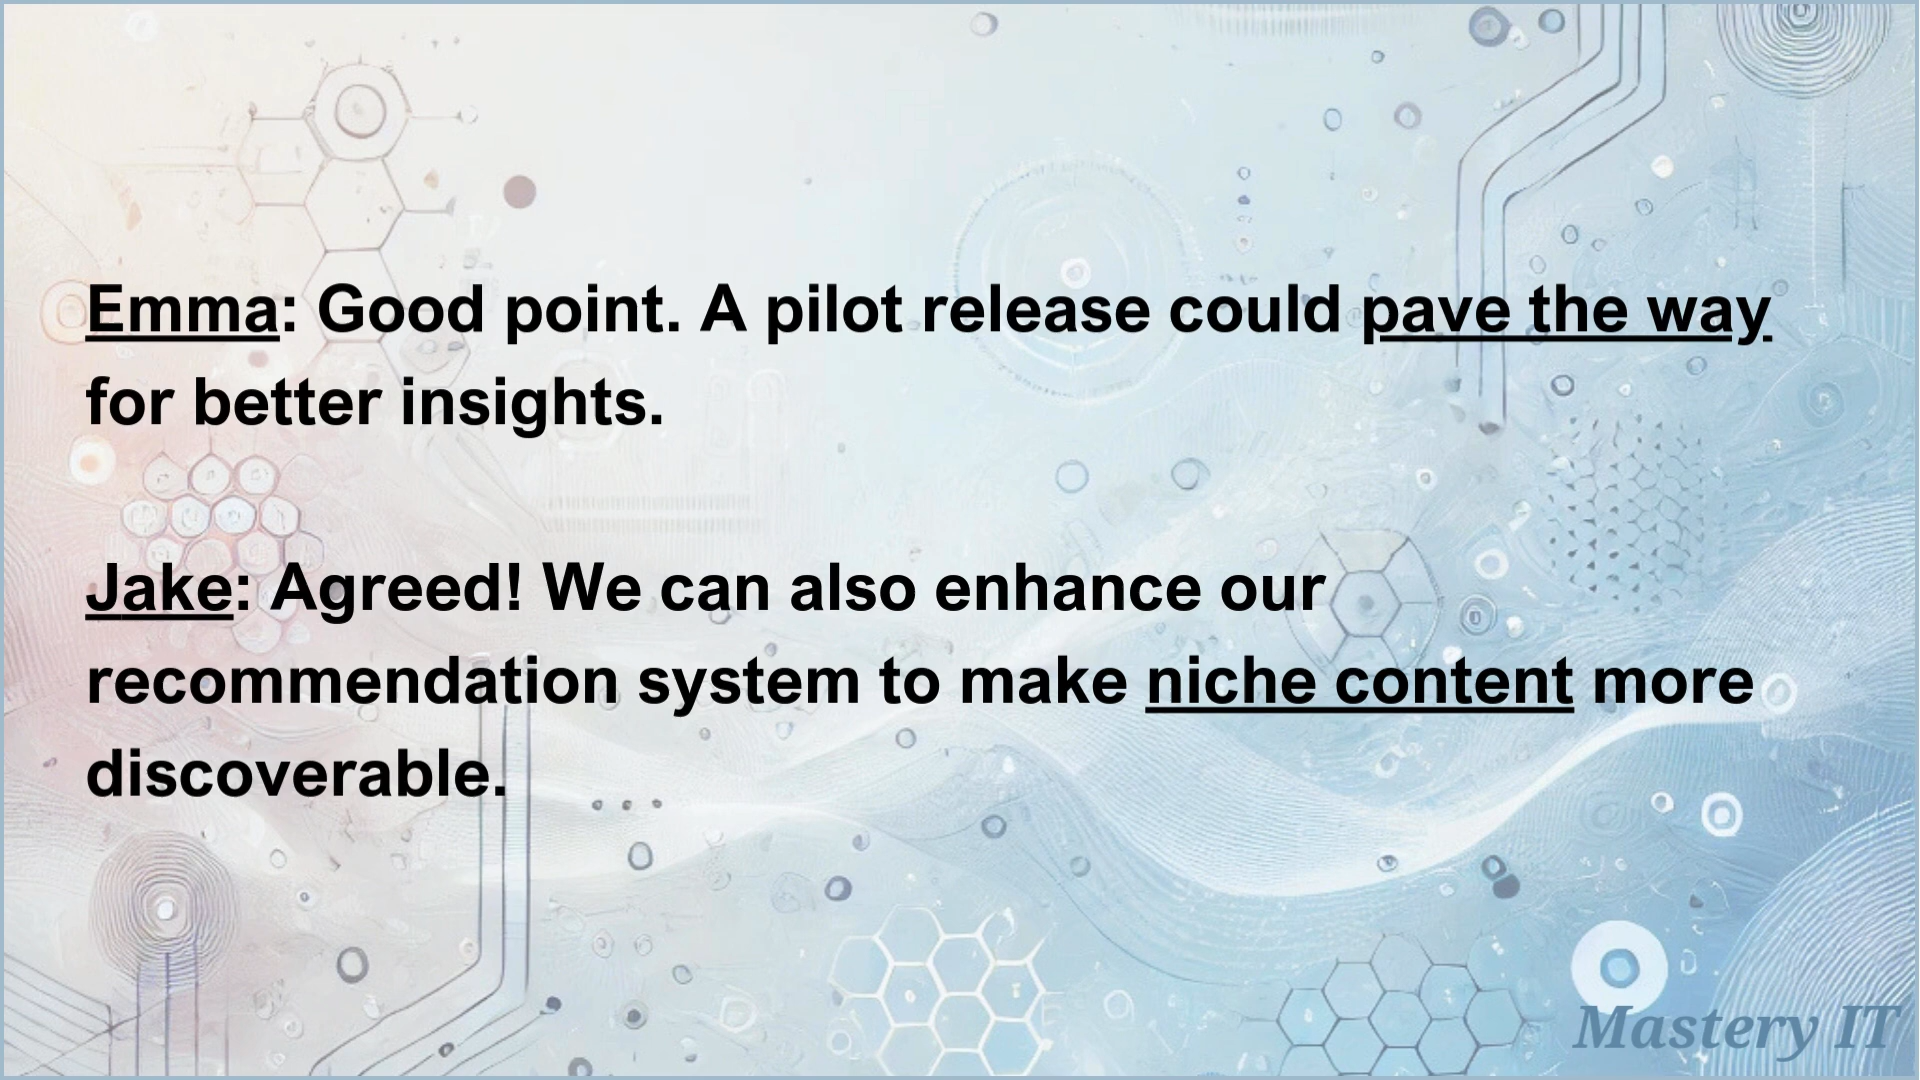 Emma: Good point. A pilot release could pave the way
for better insights.
Jake: Agreed! We can also enhance our
recommendation system to make niche content more
discoverable.
Mastery IT